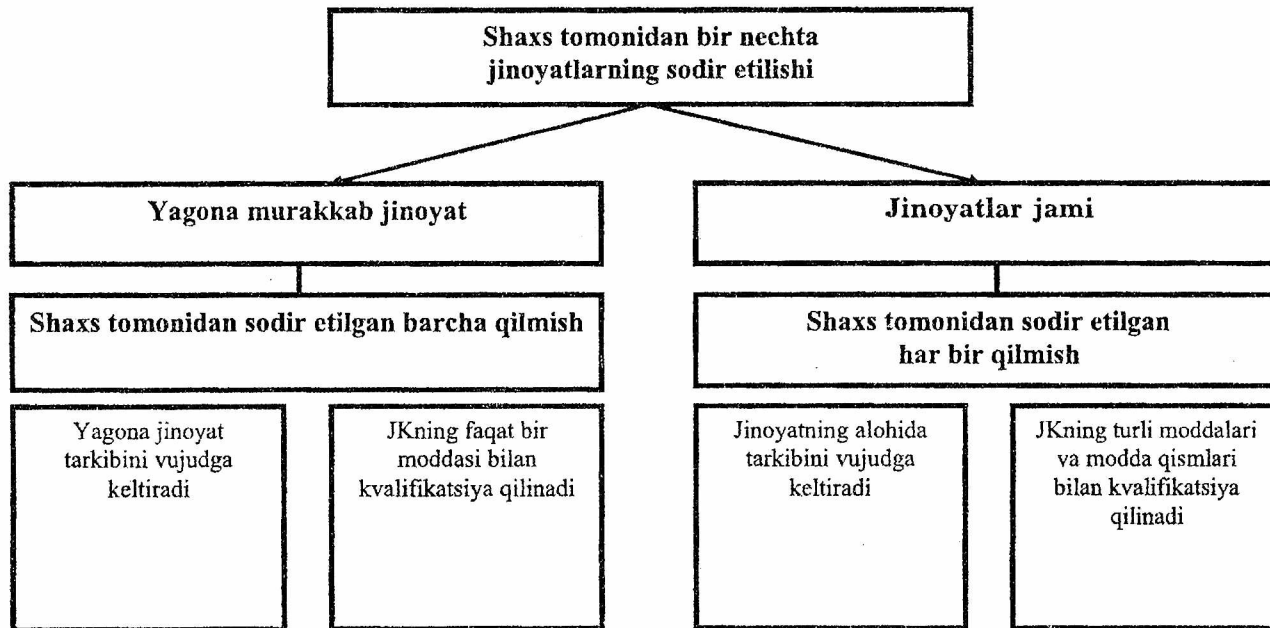 Shaxs tomonidan bir nechta
jinoyatlarning sodir etilishi
Yagona murakkab jinoyat
Jinoyatlar jami
Shaxs tomonidan sodir etilgan barcha qilmish
Shaxs tomonidan sodir etilgan
har bir qilmish
Yagona jinoyat
tarkibini vujudga
keltiradi
JKning faqat bir
moddasi bilan
kvalifikatsiya qilinadi
Jinoyatning alohida
tarkibini vujudga
keltiradi
JKning turli moddalari
va modda qismlari
bilan kvalifikatsiya
qilinadi